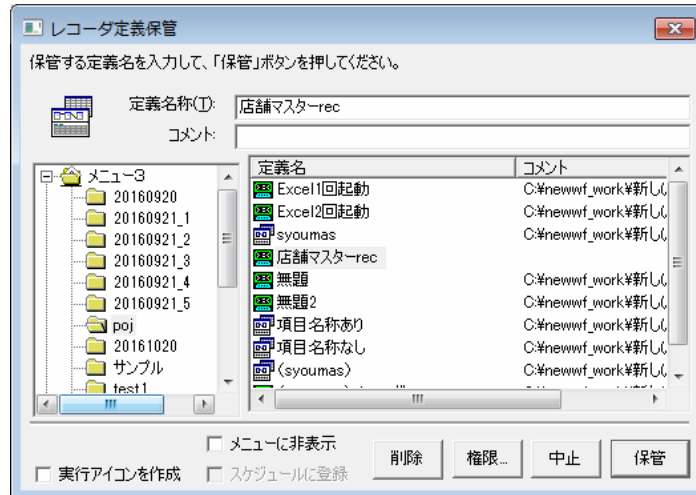 レコーダ定義保管
保管する定義名を入力して、「保管」ボタンを押してください。
定義名称(T): 店舗マスターrec
コメント:
メニュー3
20160920
20160921_1
20160921_2
20160921_3
20160921_4
20160921_5
poj
20161020
サンプル
test1
定義名 コメント
Excel1回起動 C:¥newwf_work¥新し(
Excel2回起動 C:¥newwf_work¥新し(
syoumas C:¥newwf_work¥新し(
店舗マスターrec
無題 C:¥newwf_work¥新し(
無題2 C:¥newwf_work¥新し(
項目名称あり C:¥newwf_work¥新し(
項目名称なし C:¥newwf_work¥新し(
(syoumas) C:¥newwf_work¥新し(
メニューに非表示
実行アイコンを作成 スケジュールに登録
削除 権限... 中止 保管